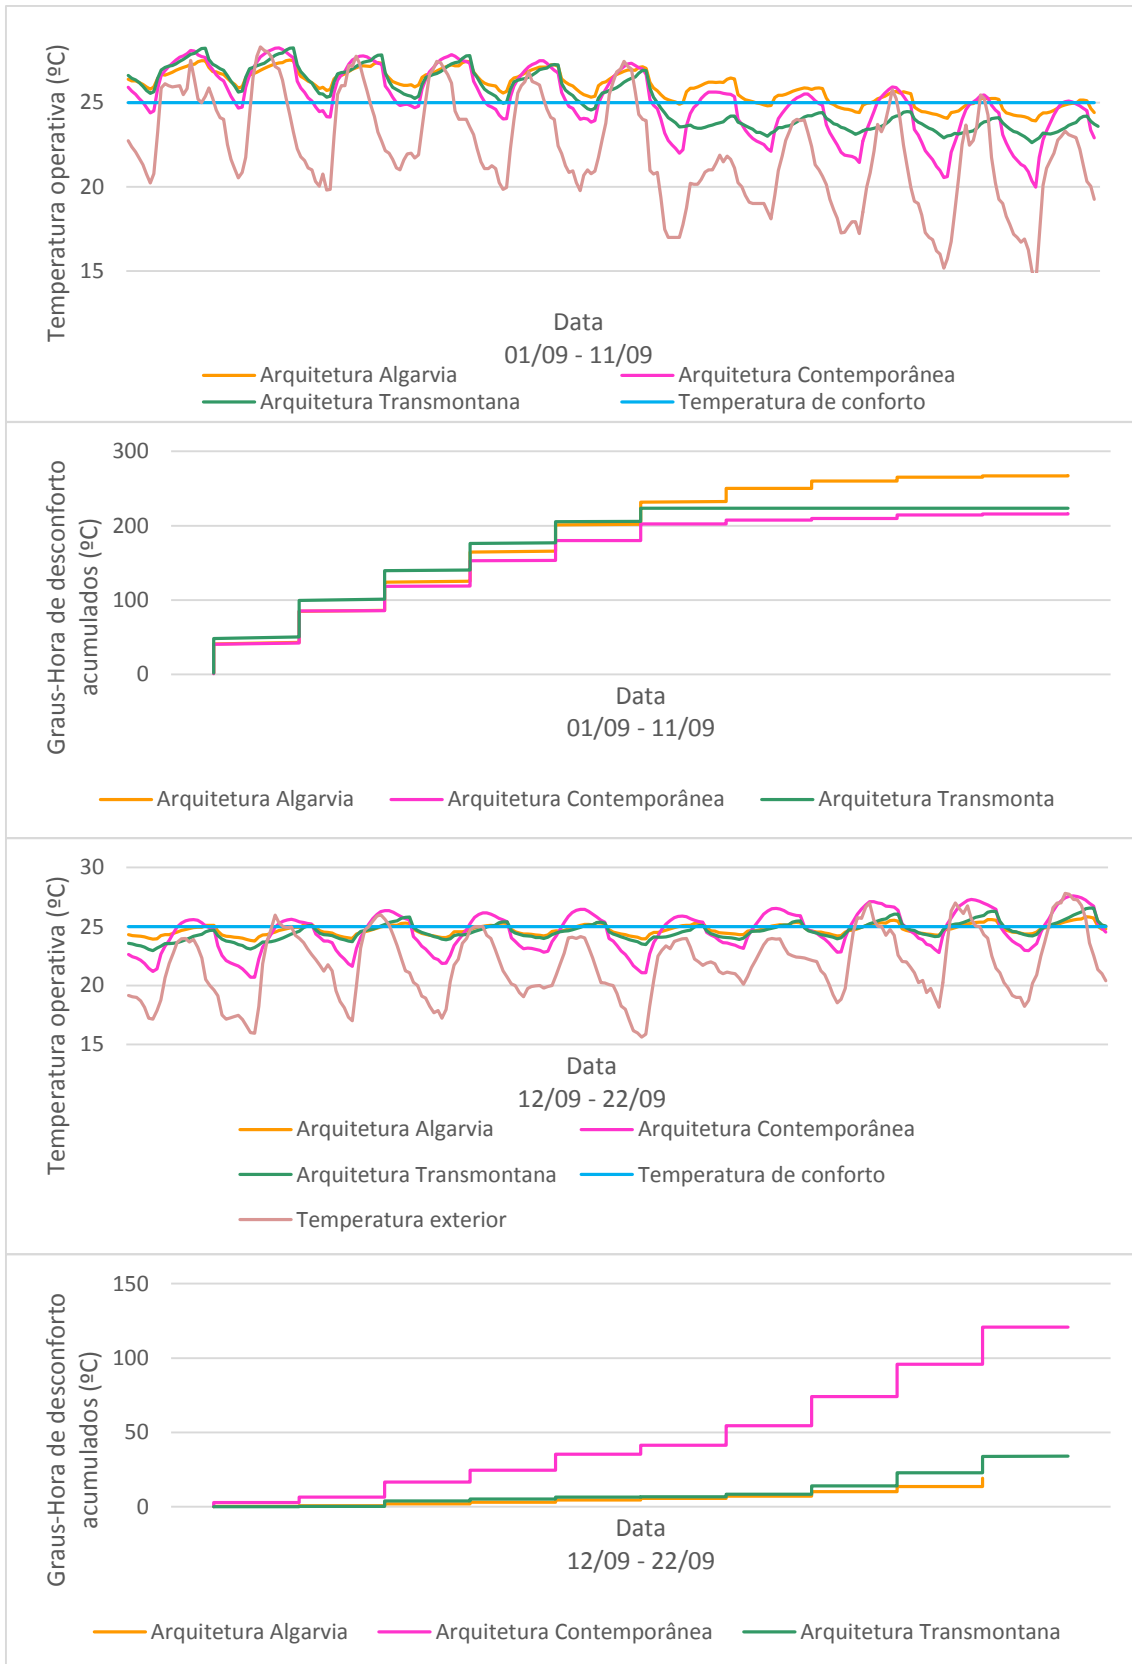 Temperatura operativa (ºC)
25
20
15
Data
01/09 - 11/09
Arquitetura Algarvia
Arquitetura Contemporânea
Arquitetura Transmontana
Temperatura de conforto
Graus-Hora de desconforto
acumulados (ºC)
300
200
100
0
Data
01/09 - 11/09
Arquitetura Algarvia
Arquitetura Contemporânea
Arquitetura Transmonta
Temperatura operativa (ºC)
30
25
20
15
Data
12/09 - 22/09
Arquitetura Algarvia
Arquitetura Contemporânea
Arquitetura Transmontana
Temperatura de conforto
Temperatura exterior
Graus-Hora de desconforto
acumulados (ºC)
150
100
50
0
Data
12/09 - 22/09
Arquitetura Algarvia
Arquitetura Contemporânea
Arquitetura Transmontana